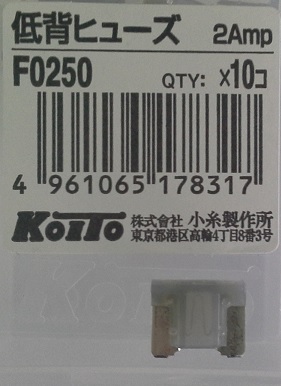 低背ヒューズ 2Amp
F0250 QTY: X10コ
4 961065 178317
KOITO 株式会社 小糸製作所
東京都港区高輪4丁目8番3号